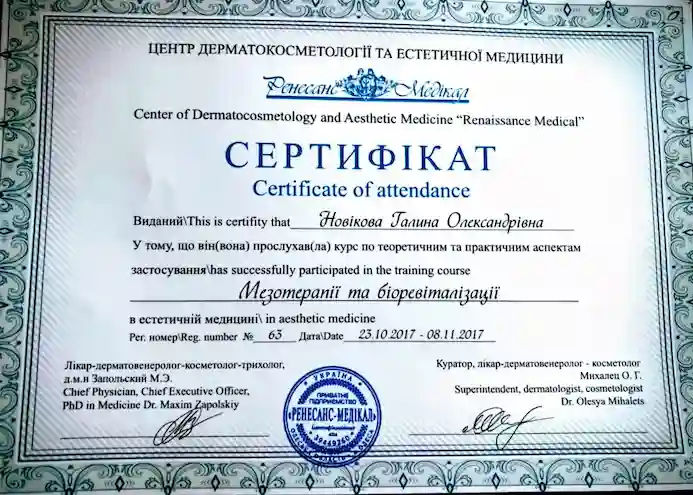 ЦЕНТР ДЕРМАТОКОСМЕТОЛОГІЇ ТА ЕСТЕТИЧНОЇ МЕДИЦИНИ
Ренесанс Медікал
Center of Dermatocosmetology and Aesthetic Medicine “Renaissance Medical”
СЕРТИФІКАТ
Certificate of attendance
Виданий\This is certifity that Новікова Галина Олександрівна
У тому, що він(вона) прослухав(ла) курс по теоретичним та практичним аспектам
застосування\has successfully participated in the training course
Мезотерапії та біоревіталізації
в естетичній медицині\ in aesthetic medicine
Рег. номер\Reg. number № 63 Дата\Date 23.10.2017 - 08.11.2017
Лікар-дерматовенеролог-косметолог-трихолог,
д.м.н Запольский М.Э.
Chief Physician, Chief Executive Officer,
PhD in Medicine Dr. Maxim Zapolskiy
УКРАЇНА
ПРИВАТНЕ
ПІДПРИЄМСТВО
«РЕНЕСАНС-МЕДІКАЛ»
39449360
Куратор, лікар-дерматовенеролог - косметолог
Михалец О. Г.
Superintendent, dermatologist, cosmetologist
Dr. Olesya Mihalets